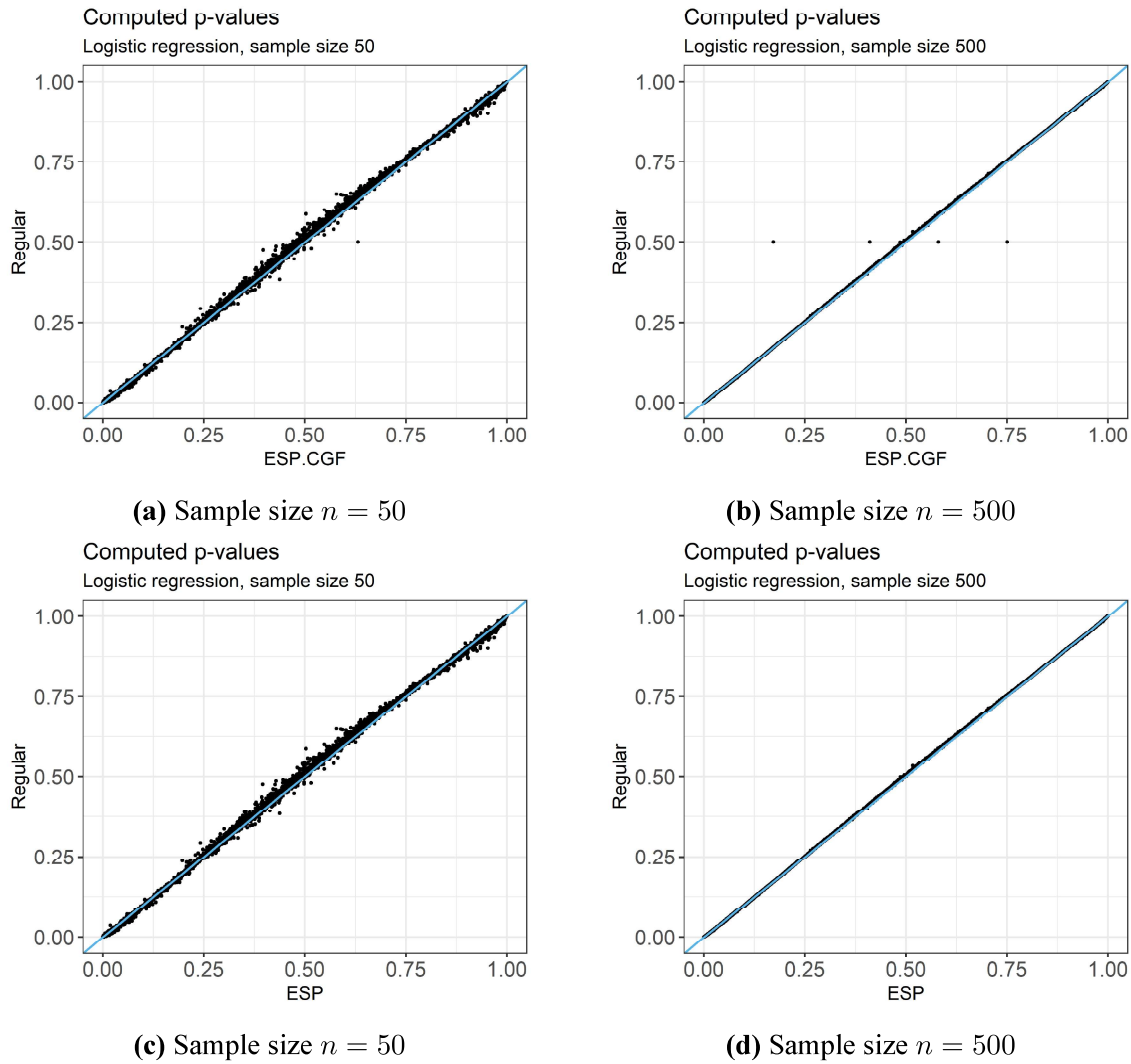 Computed p-values
Logistic regression, sample size 50
1.00
0.75
0.50
0.25
0.00
Regular
0.00 0.25 0.50 0.75 1.00
ESP.CGF
(a) Sample size n = 50
Computed p-values
Logistic regression, sample size 500
1.00
0.75
0.50
0.25
0.00
Regular
0.00 0.25 0.50 0.75 1.00
ESP.CGF
(b) Sample size n = 500
Computed p-values
Logistic regression, sample size 50
1.00
0.75
0.50
0.25
0.00
Regular
0.00 0.25 0.50 0.75 1.00
ESP
(c) Sample size n = 50
Computed p-values
Logistic regression, sample size 500
1.00
0.75
0.50
0.25
0.00
Regular
0.00 0.25 0.50 0.75 1.00
ESP
(d) Sample size n = 500